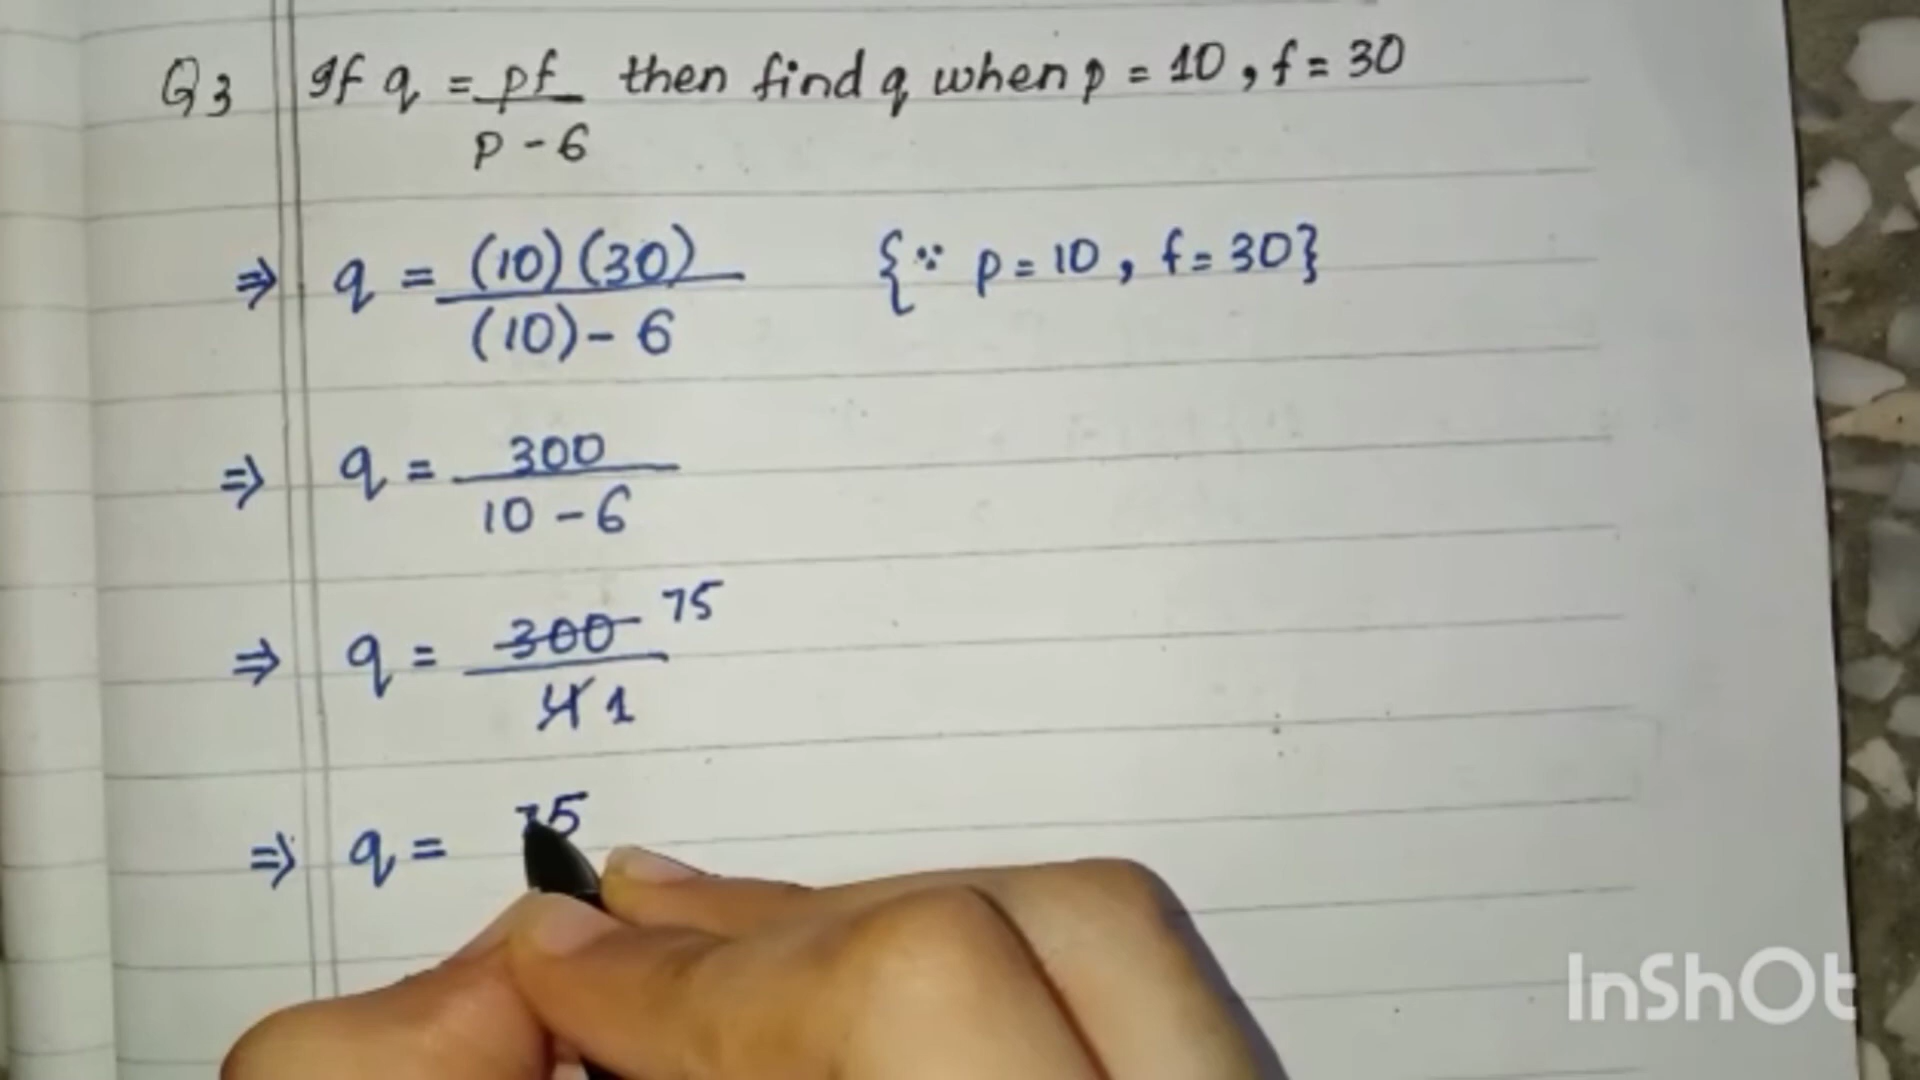 Q3 If q = pf then find q when p = 10, f = 30
p - 6
⇒ q = (10)(30) {∵ p = 10, f = 30}
(10) - 6
⇒ q = 300
10 - 6
⇒ q = 300 75
4 1
⇒ q = 75
InShOt